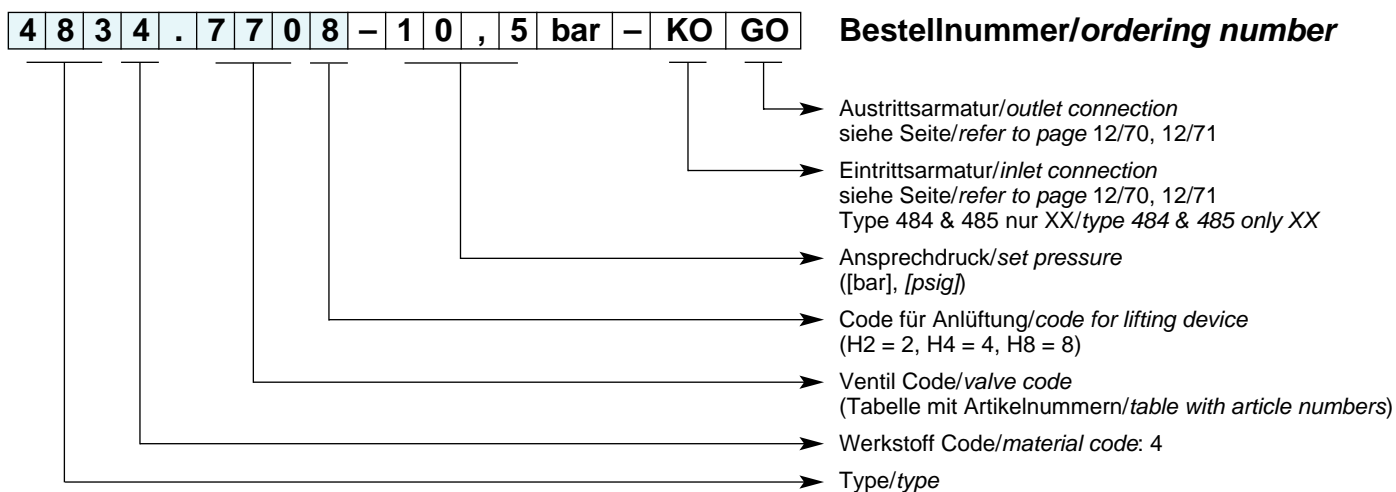 4834.7708–10,5 bar–KO GO Bestellnummer/ordering number
Austrittsarmatur/outlet connection
siehe Seite/refer to page 12/70, 12/71
Eintrittsarmatur/inlet connection
siehe Seite/refer to page 12/70, 12/71
Type 484 & 485 nur XX/type 484 & 485 only XX
Ansprechdruck/set pressure
([bar], [psig])
Code für Anlüftung/code for lifting device
(H2 = 2, H4 = 4, H8 = 8)
Ventil Code/valve code
(Tabelle mit Artikelnummern/table with article numbers)
Werkstoff Code/material code: 4
Type/type